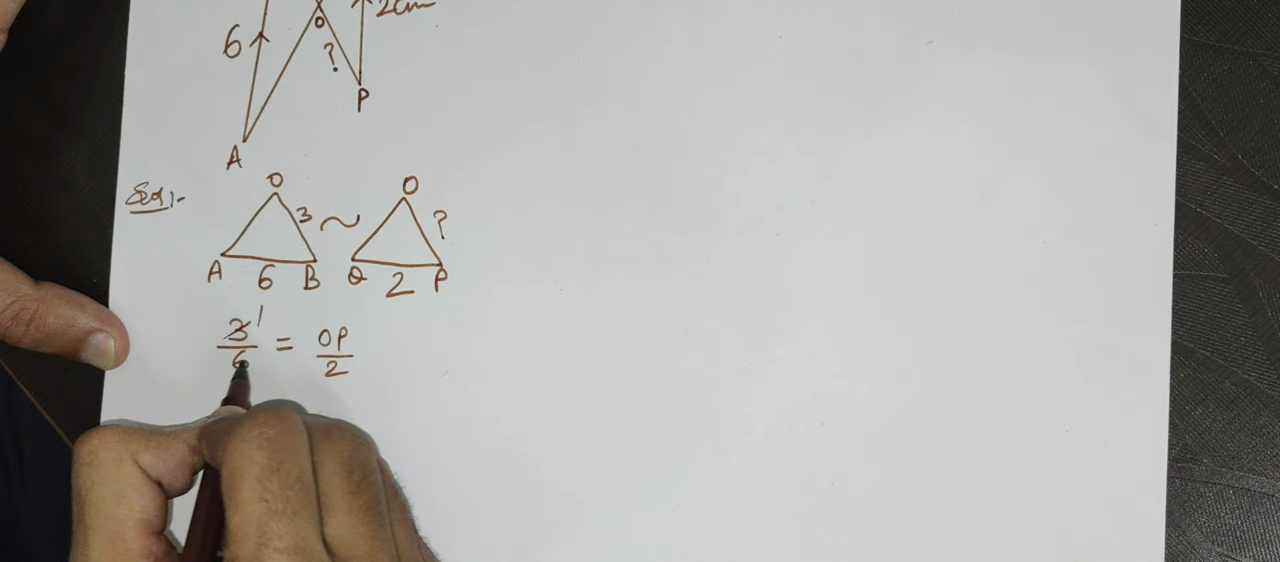 2cm
6
O
?
P
A
Sol:-
O O
3 ~ ?
A 6 B Q 2 P
3 1 OP
— = —
6 2